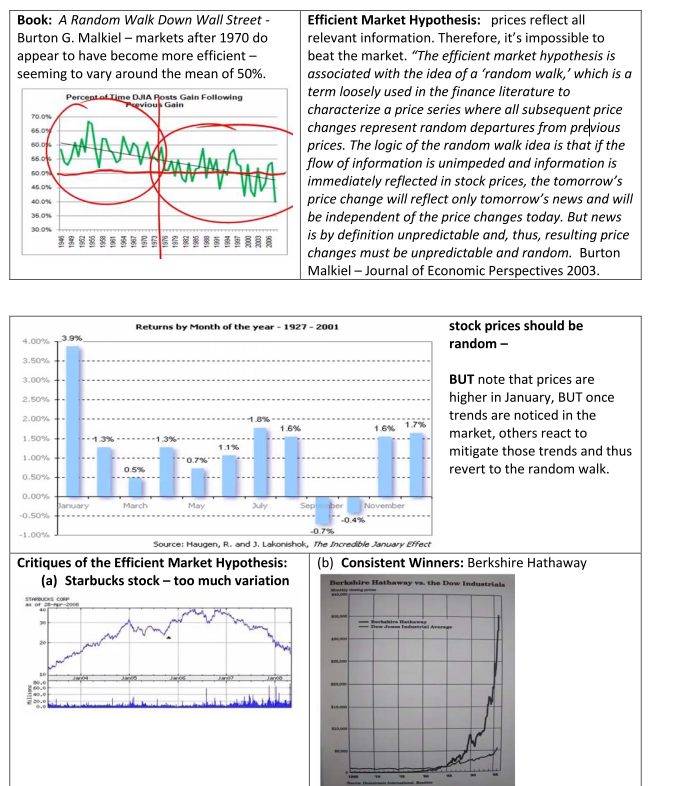 Book: A Random Walk Down Wall Street -
Burton G. Malkiel – markets after 1970 do
appear to have become more efficient –
seeming to vary around the mean of 50%.
Percent of Time DJIA Posts Gain Following
Previous Gain
70.0%
65.0%
60.0%
55.0%
50.0%
45.0%
40.0%
35.0%
30.0%
1946
1949
1952
1955
1958
1961
1964
1967
1970
1973
1976
1979
1982
1985
1988
1991
1994
1997
2000
2003
2006
Efficient Market Hypothesis: prices reflect all
relevant information. Therefore, it's impossible to
beat the market. "The efficient market hypothesis is
associated with the idea of a 'random walk,' which is a
term loosely used in the finance literature to
characterize a price series where all subsequent price
changes represent random departures from previous
prices. The logic of the random walk idea is that if the
flow of information is unimpeded and information is
immediately reflected in stock prices, the tomorrow's
price change will reflect only tomorrow's news and will
be independent of the price changes today. But news
is by definition unpredictable and, thus, resulting price
changes must be unpredictable and random. Burton
Malkiel – Journal of Economic Perspectives 2003.
Returns by Month of the year - 1927 - 2001
4.00%
3.50%
3.00%
2.50%
2.00%
1.50%
1.00%
0.50%
0.00%
-0.50%
-1.00%
3.9%
1.3%
0.5%
1.3%
0.7%
1.1%
1.8%
1.6%
-0.7%
-0.4%
1.6%
1.7%
January
March
May
July
September
November
Source: Haugen, R. and J. Lakonishok, The Incredible January Effect
stock prices should be
random –
BUT note that prices are
higher in January, BUT once
trends are noticed in the
market, others react to
mitigate those trends and thus
revert to the random walk.
Critiques of the Efficient Market Hypothesis:
(a) Starbucks stock – too much variation
STARBUCKS CORP
as of 28-Apr-2008
40
30
20
10
Jan04
Jan05
Jan06
Jan07
Jan08
80.0
60.0
40.0
20.0
0.0
Millions
(b) Consistent Winners: Berkshire Hathaway
Berkshire Hathaway vs. the Dow Industrials
Monthly closing prices
Berkshire Hathaway
Dow Jones Industrial Average